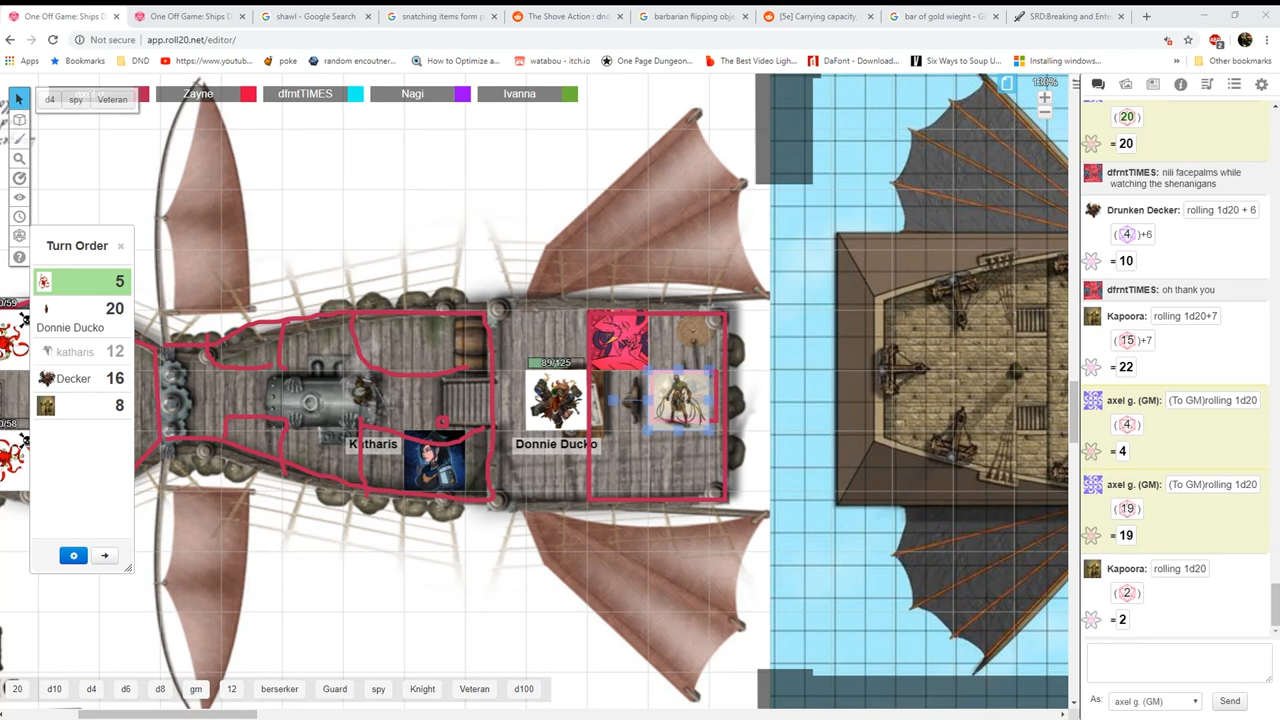 One Off Game: Ships D
One Off Game: Ships D
shawl - Google Search
snatching items form p
The Shove Action : dnd
barbarian flipping obje
[5e] Carrying capacity,
bar of gold wieght - Go
SRD:Breaking and Ente
Not secure | app.roll20.net/editor/
Apps
Bookmarks
DND
https://www.youtub...
poke
random encoutner...
How to Optimize a...
watabou - itch.io
One Page Dungeon...
The Best Video Ligh...
DaFont - Download...
Six Ways to Soup U...
Installing windows...
»
Other bookmarks
d4 spy Veteran
Zayne
dfrntTIMES
Nagi
Ivanna
100%
Turn Order
5
20
Donnie Ducko
katharis 12
Decker 16
8
0/59
0/58
89/125
Katharis
Donnie Ducko
20
d10
d4
d6
d8
gm
12
berserker
Guard
spy
Knight
Veteran
d100
(20)
= 20
dfrntTIMES: nili facepalms while
watching the shenanigans
Drunken Decker: rolling 1d20 + 6
(4)+6
= 10
dfrntTIMES: oh thank you
Kapoora: rolling 1d20+7
(15)+7
= 22
axel g. (GM): (To GM)rolling 1d20
(4)
= 4
axel g. (GM): (To GM)rolling 1d20
(19)
= 19
Kapoora: rolling 1d20
(2)
= 2
As: axel g. (GM) Send